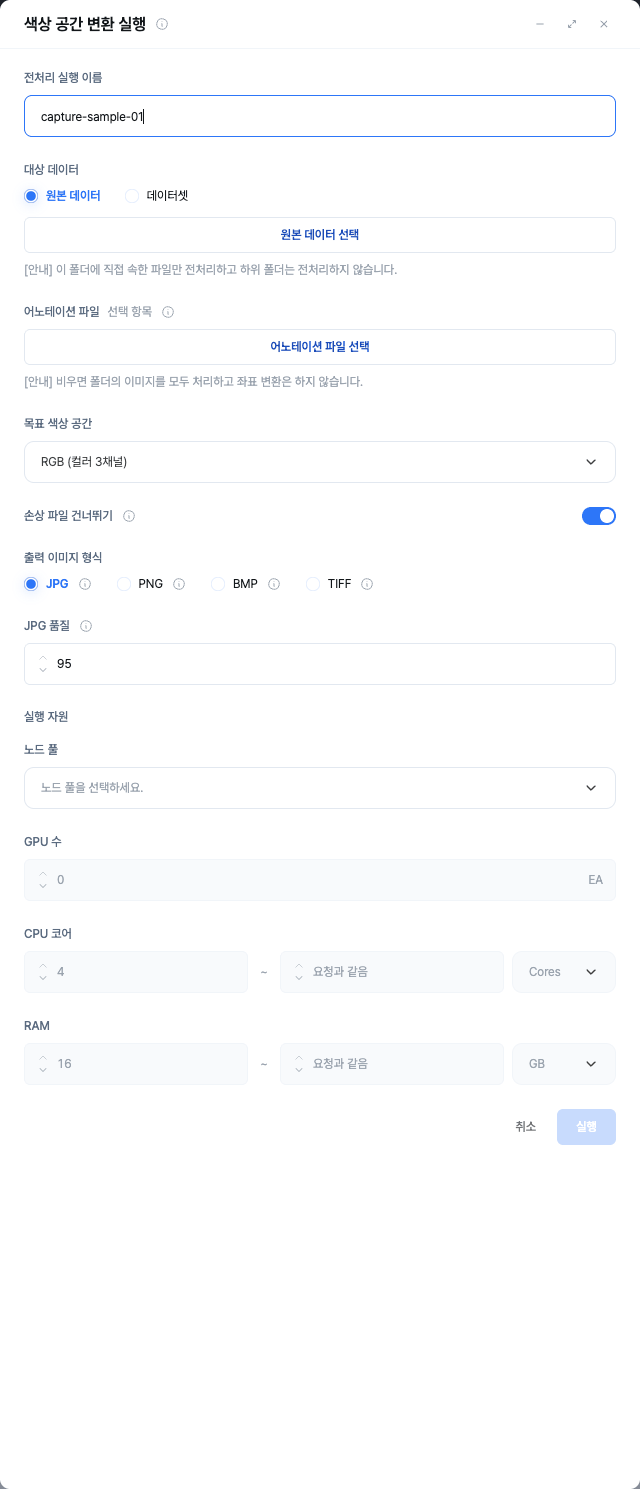 색상 공간 변환 실행
전처리 실행 이름
capture-sample-01
대상 데이터
원본 데이터 데이터셋
원본 데이터 선택
[안내] 이 폴더에 직접 속한 파일만 전처리하고 하위 폴더는 전처리하지 않습니다.
어노테이션 파일 선택 항목
어노테이션 파일 선택
[안내] 비우면 폴더의 이미지를 모두 처리하고 좌표 변환은 하지 않습니다.
목표 색상 공간
RGB (컬러 3채널)
손상 파일 건너뛰기
출력 이미지 형식
JPG PNG BMP TIFF
JPG 품질
95
실행 자원
노드 풀
노드 풀을 선택하세요.
GPU 수
0 EA
CPU 코어
4 ~ 요청과 같음 Cores
RAM
16 ~ 요청과 같음 GB
취소 실행